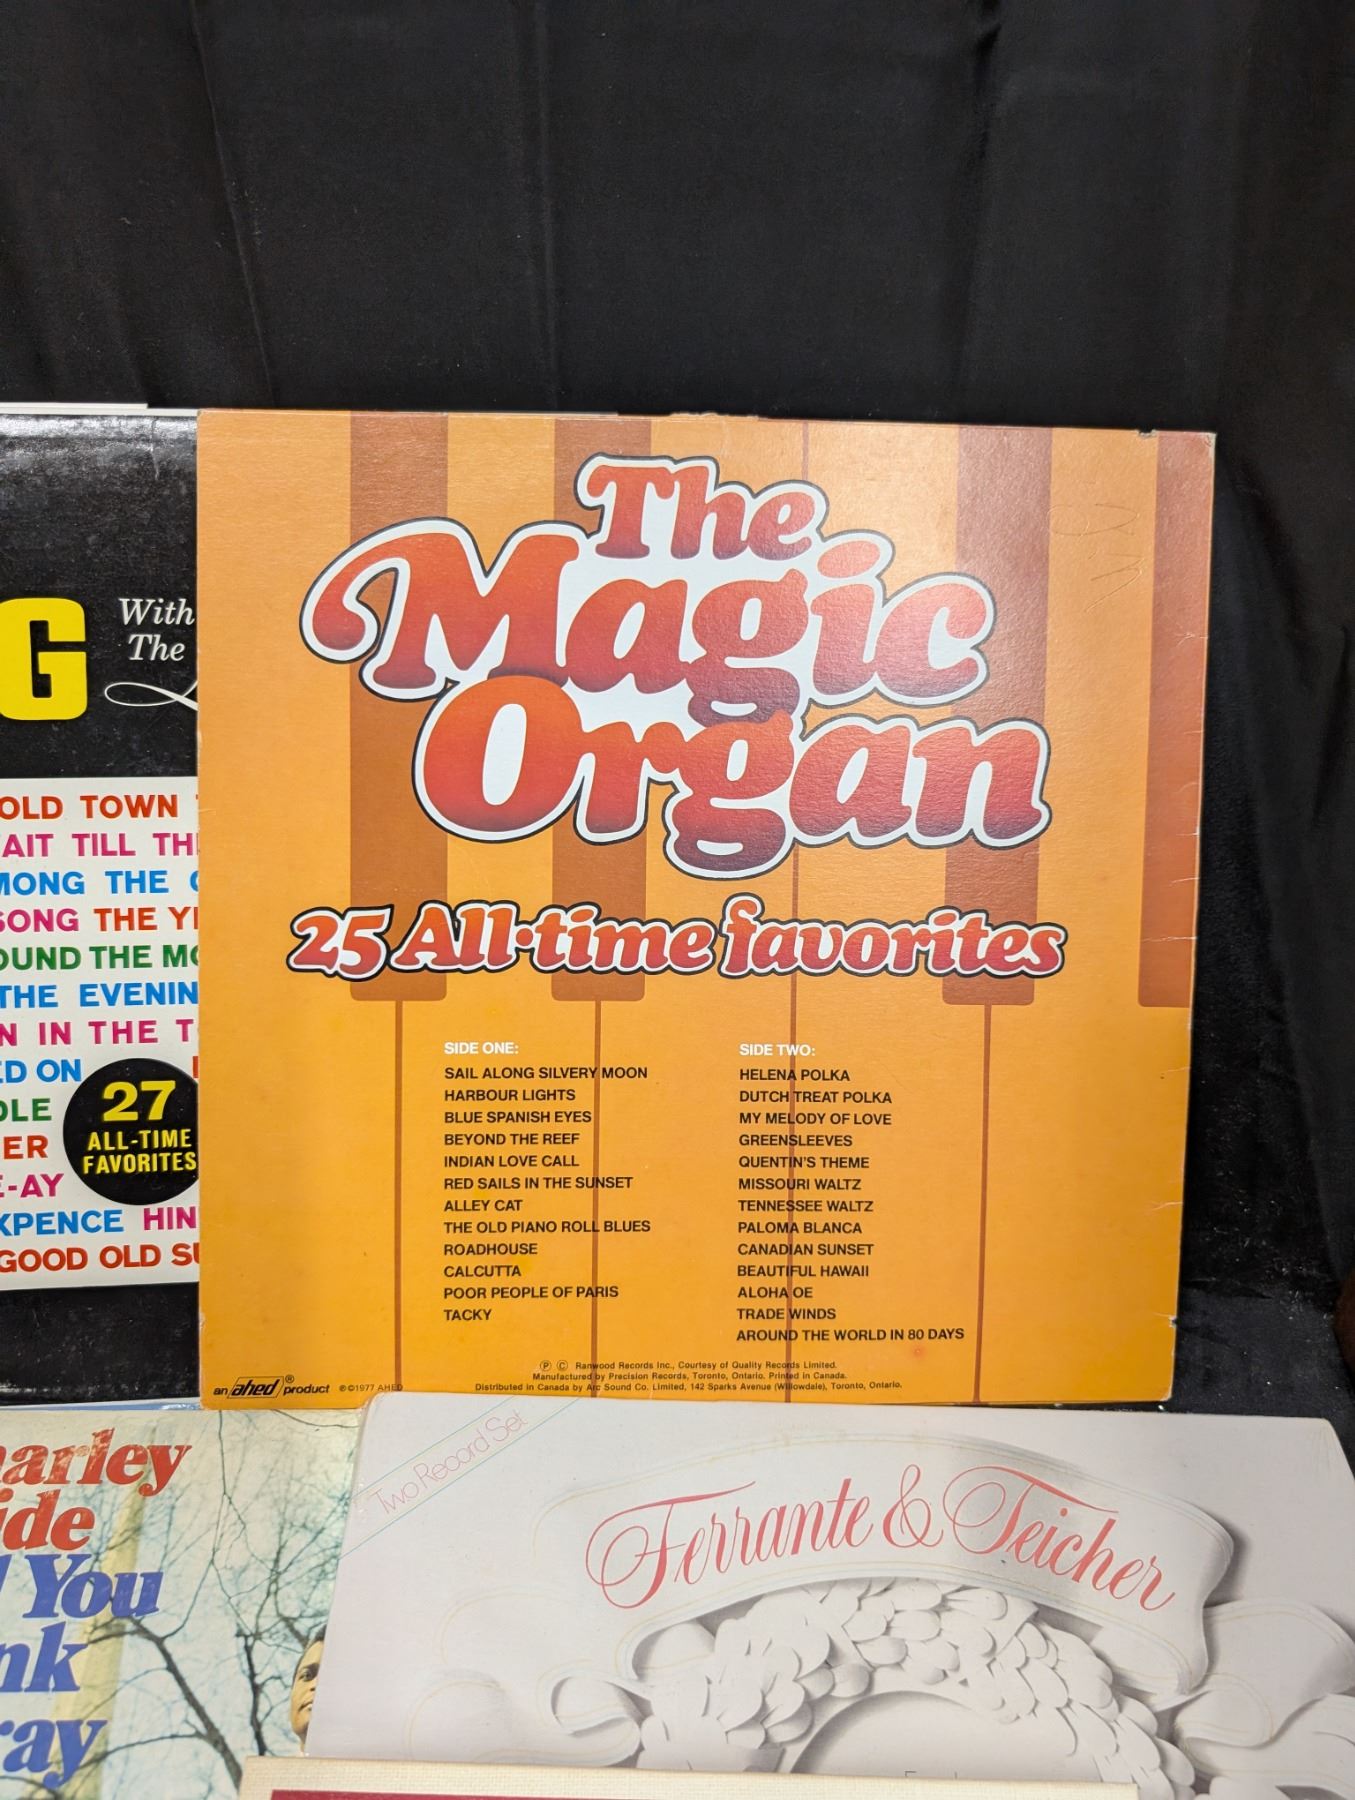 G
With
The
OLD TOWN
AIT TILL TH
MONG THE
SONG THE
OUND THE
THE EVENIN
N IN THE
ED ON
OLE
ER
E-AY
XPENCE HIN
GOOD OLD
27
ALL-TIME
FAVORITES
The
Magic
Organ
25 All-time favorites
SIDE ONE:
SAIL ALONG SILVERY MOON
HARBOUR LIGHTS
BLUE SPANISH EYES
BEYOND THE REEF
INDIAN LOVE CALL
RED SAILS IN THE SUNSET
ALLEY CAT
THE OLD PIANO ROLL BLUES
ROADHOUSE
CALCUTTA
POOR PEOPLE OF PARIS
TACKY
SIDE TWO:
HELENA POLKA
DUTCH TREAT POLKA
MY MELODY OF LOVE
GREENSLEEVES
QUENTIN'S THEME
MISSOURI WALTZ
TENNESSEE WALTZ
PALOMA BLANCA
CANADIAN SUNSET
BEAUTIFUL HAWAII
ALOHA OE
TRADE WINDS
AROUND THE WORLD IN 80 DAYS
℗ © Ranwood Records Inc., Courtesy of Quality Records Limited.
Manufactured by Precision Records, Toronto, Ontario. Printed in Canada.
Distributed in Canada by Arc Sound Co. Limited, 142 Sparks Avenue (Willowdale), Toronto, Ontario.
an ahed® product ℗©1977 AHED
arley
ide
You
nk
ray
Two Record Set
Ferrante & Teicher